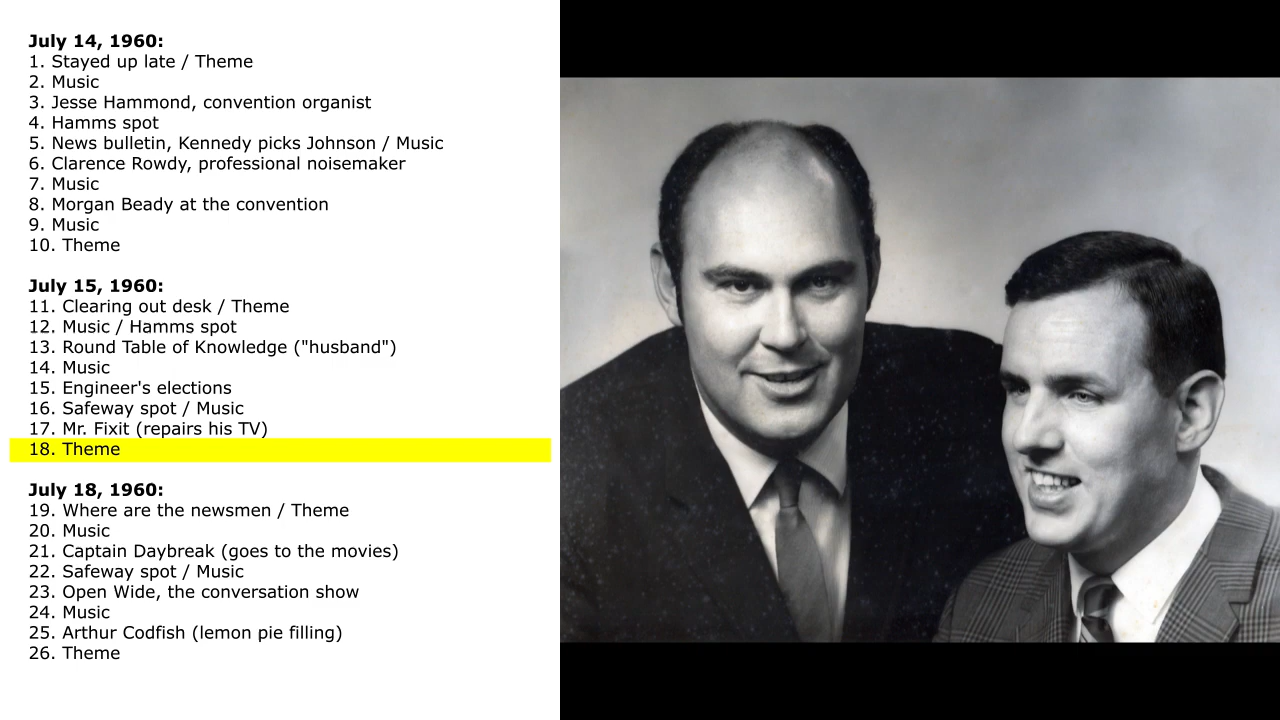 July 14, 1960:
1. Stayed up late / Theme
2. Music
3. Jesse Hammond, convention organist
4. Hamms spot
5. News bulletin, Kennedy picks Johnson / Music
6. Clarence Rowdy, professional noisemaker
7. Music
8. Morgan Beady at the convention
9. Music
10. Theme
July 15, 1960:
11. Clearing out desk / Theme
12. Music / Hamms spot
13. Round Table of Knowledge ("husband")
14. Music
15. Engineer's elections
16. Safeway spot / Music
17. Mr. Fixit (repairs his TV)
18. Theme
July 18, 1960:
19. Where are the newsmen / Theme
20. Music
21. Captain Daybreak (goes to the movies)
22. Safeway spot / Music
23. Open Wide, the conversation show
24. Music
25. Arthur Codfish (lemon pie filling)
26. Theme